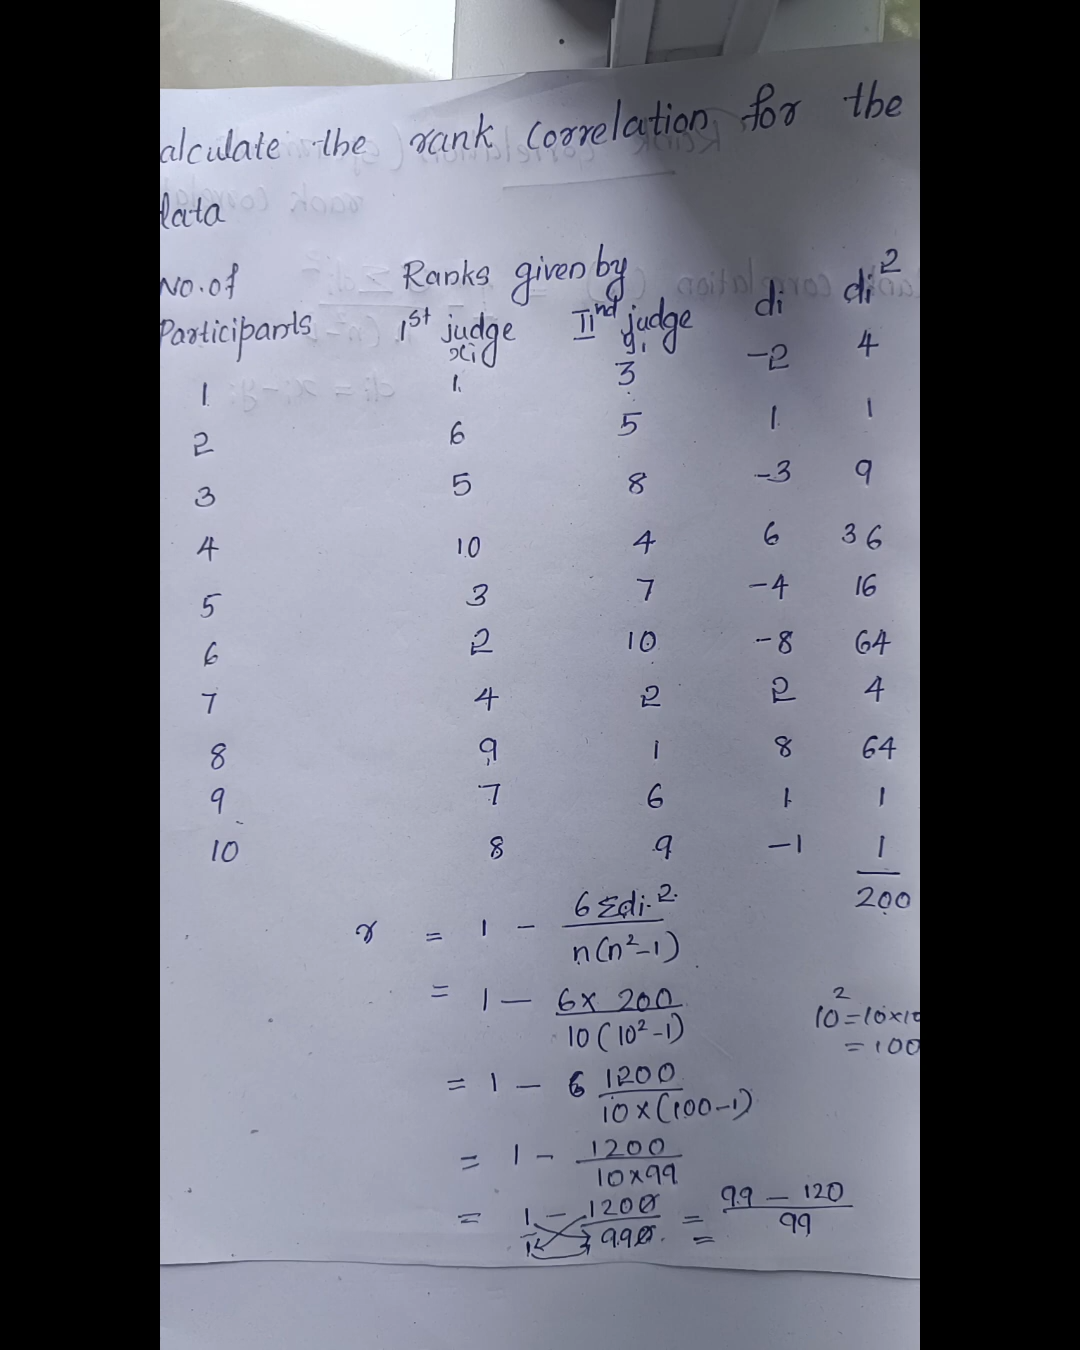 alculate the rank correlation for the
data
No. of Ranks given by di di²
Participants 1st judge IInd judge
xi yi
1 1 3 -2 4
2 6 5 1 1
3 5 8 -3 9
4 10 4 6 36
5 3 7 -4 16
6 2 10 -8 64
7 4 2 2 4
8 9 1 8 64
9 7 6 1 1
10 8 9 -1 1
200
r = 1 - 6 Σdi² / n(n²-1)
= 1 - 6 x 200 / 10(10²-1)
10² = 10x10
= 100
= 1 - 1200 / 10 x (100-1)
= 1 - 1200 / 10x99
= 1/1 - 1200 / 990 = 99 - 120 / 99